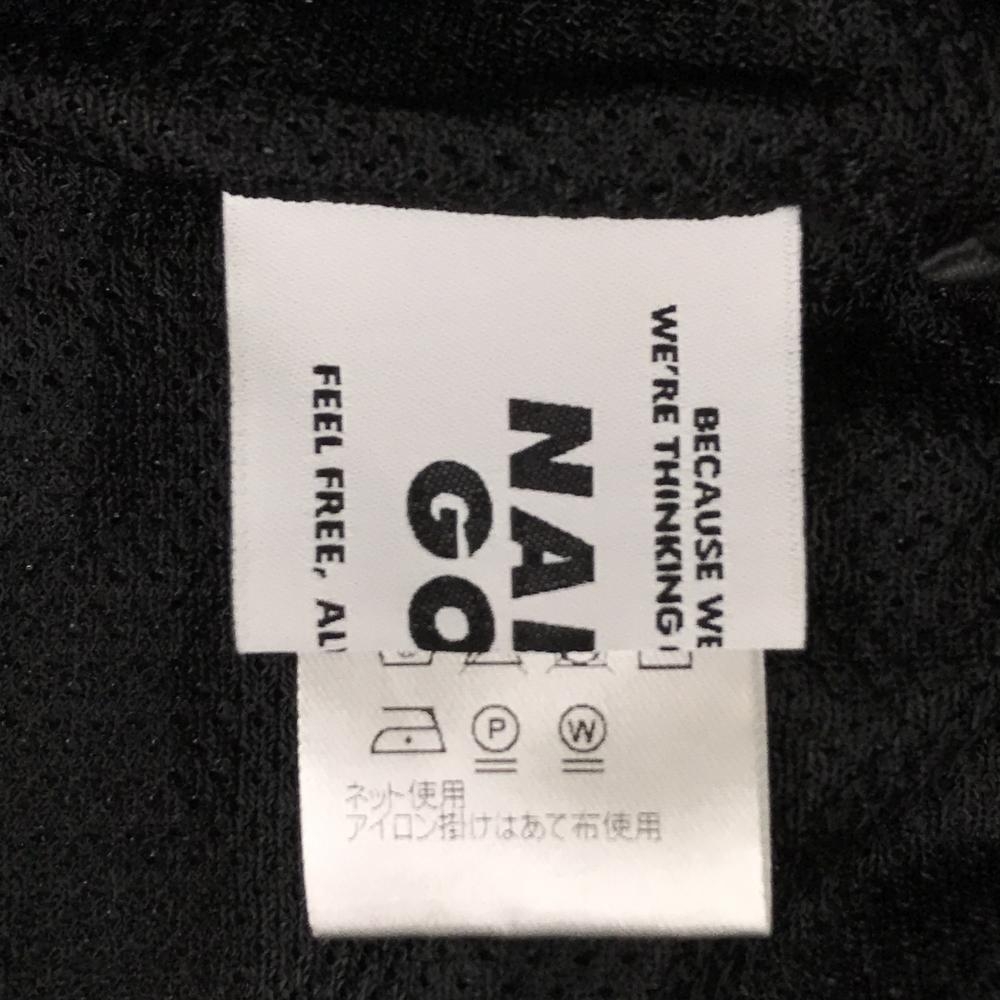 BECAUSE WE
WE'RE THINKING
NAI
GO
FEEL FREE, AL
P
W
ネット使用
アイロン掛けはあて布使用